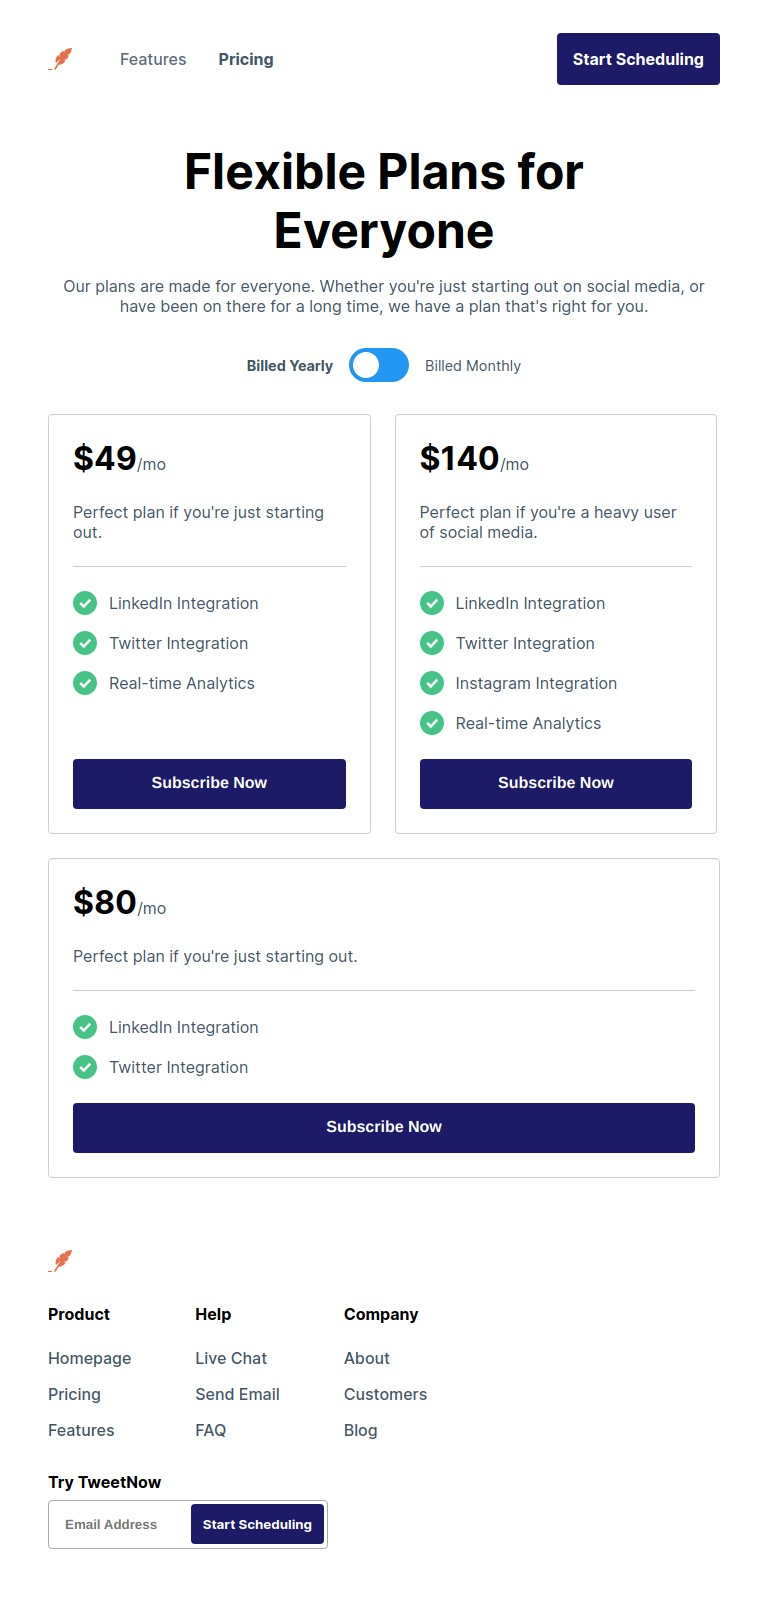 Features
Pricing
Start Scheduling
Flexible Plans for
Everyone
Our plans are made for everyone. Whether you're just starting out on social media, or
have been on there for a long time, we have a plan that's right for you.
Billed Yearly
Billed Monthly
$49/mo
Perfect plan if you're just starting
out.
LinkedIn Integration
Twitter Integration
Real-time Analytics
Subscribe Now
$140/mo
Perfect plan if you're a heavy user
of social media.
LinkedIn Integration
Twitter Integration
Instagram Integration
Real-time Analytics
Subscribe Now
$80/mo
Perfect plan if you're just starting out.
LinkedIn Integration
Twitter Integration
Subscribe Now
Product
Homepage
Pricing
Features
Help
Live Chat
Send Email
FAQ
Company
About
Customers
Blog
Try TweetNow
Email Address
Start Scheduling